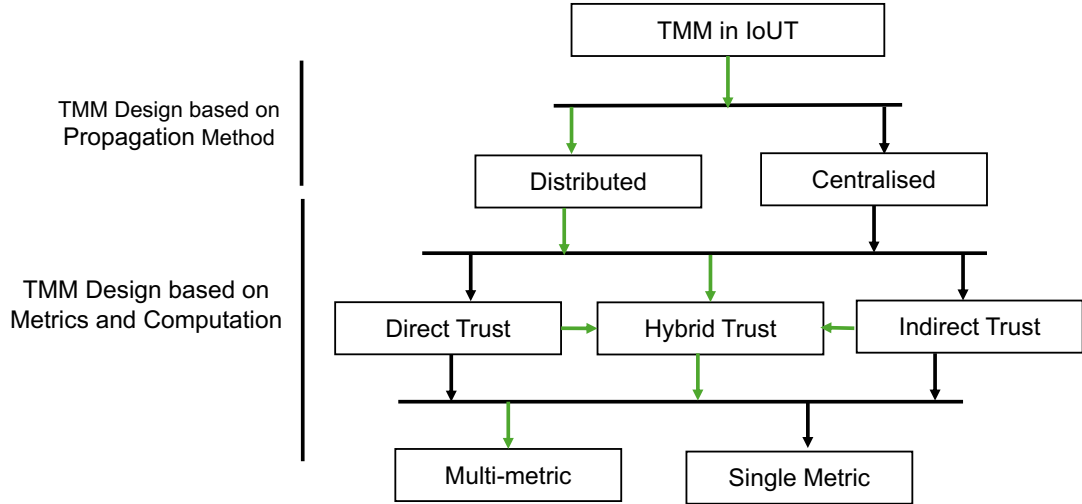 TMM in IoUT
TMM Design based on
Propagation Method
Distributed
Centralised
TMM Design based on
Metrics and Computation
Direct Trust
Hybrid Trust
Indirect Trust
Multi-metric
Single Metric